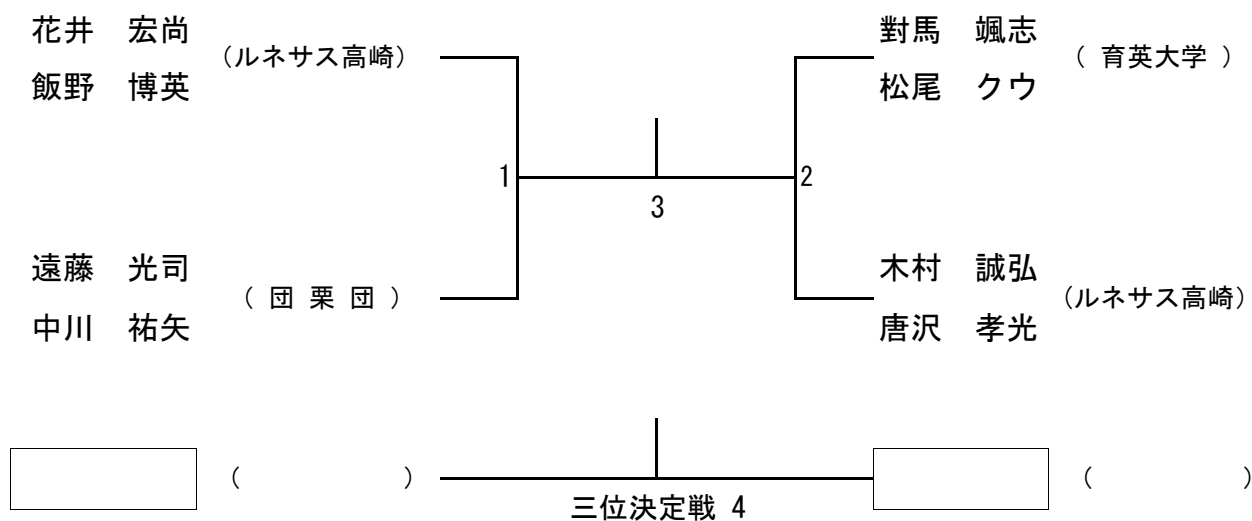 花井　宏尚
飯野　博英
（ルネサス高崎）
對馬　颯志
松尾　クウ
（ 育英大学 ）
1
2
3
遠藤　光司
中川　祐矢
（ 団 栗 団 ）
木村　誠弘
唐沢　孝光
（ルネサス高崎）
（　　　　　　）
（　　　　　　）
三位決定戦 4